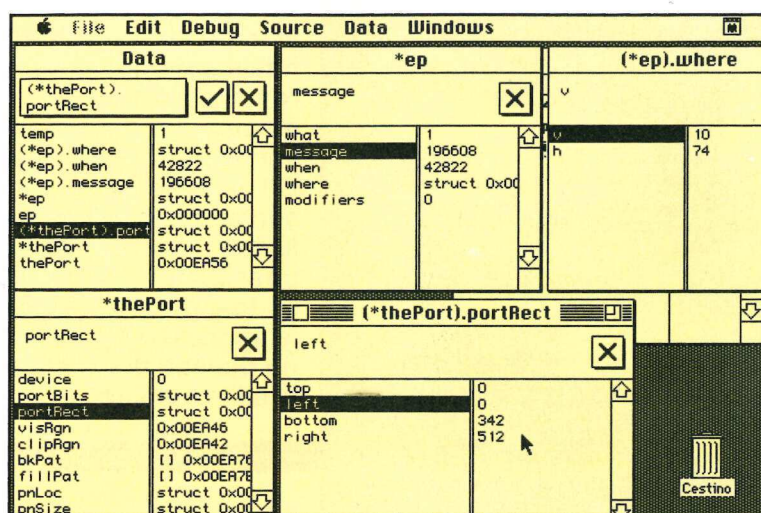 File Edit Debug Source Data Windows
Data
(*thePort).
portRect
temp 1
(*ep).where struct 0x00
(*ep).when 42822
(*ep).message 196608
*ep struct 0x00
ep 0x000000
(*thePort).port struct 0x00
*thePort struct 0x00
thePort 0x00EA56
*ep
message
what 1
message 196608
when 42822
where struct 0x00
modifiers 0
(*ep).where
v
v 10
h 74
*thePort
portRect
device 0
portBits struct 0x00
portRect struct 0x00
visRgn 0x00EA46
clipRgn 0x00EA42
bkPat [] 0x00EA76
fillPat [] 0x00EA7E
pnLoc struct 0x00
pnSize struct 0x00
(*thePort).portRect
left
top 0
left 0
bottom 342
right 512
Cestino